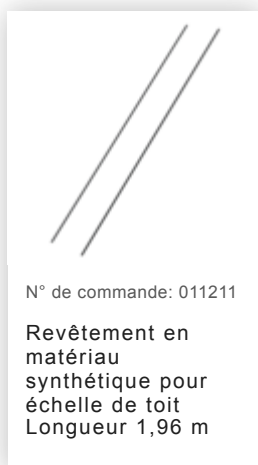 N° de commande: 011211
Revêtement en
matériau
synthétique pour
échelle de toit
Longueur 1,96 m